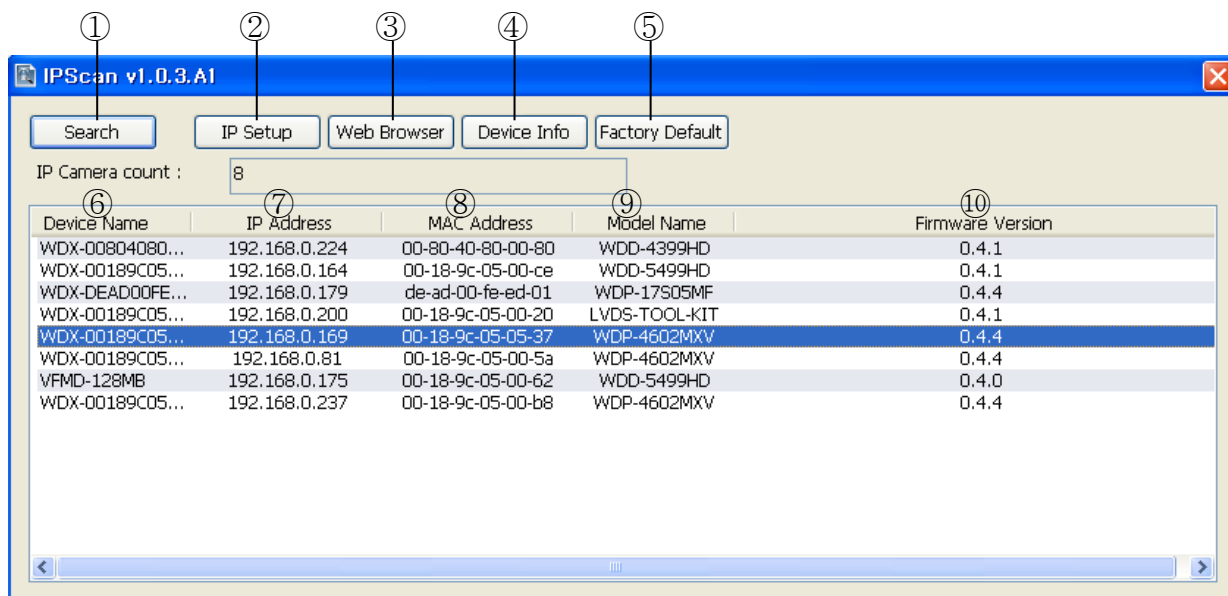 ① ② ③ ④ ⑤
IPScan v1.0.3.A1
Search IP Setup Web Browser Device Info Factory Default
IP Camera count : 8
⑥ ⑦ ⑧ ⑨ ⑩
Device Name IP Address MAC Address Model Name Firmware Version
WDX-00804080... 192.168.0.224 00-80-40-80-00-80 WDD-4399HD 0.4.1
WDX-00189C05... 192.168.0.164 00-18-9c-05-00-ce WDD-5499HD 0.4.1
WDX-DEAD00FE... 192.168.0.179 de-ad-00-fe-ed-01 WDP-17S05MF 0.4.4
WDX-00189C05... 192.168.0.200 00-18-9c-05-00-20 LVDS-TOOL-KIT 0.4.1
WDX-00189C05... 192.168.0.169 00-18-9c-05-05-37 WDP-4602MXV 0.4.4
WDX-00189C05... 192.168.0.81 00-18-9c-05-00-5a WDP-4602MXV 0.4.4
VFMD-128MB 192.168.0.175 00-18-9c-05-00-62 WDD-5499HD 0.4.0
WDX-00189C05... 192.168.0.237 00-18-9c-05-00-b8 WDP-4602MXV 0.4.4